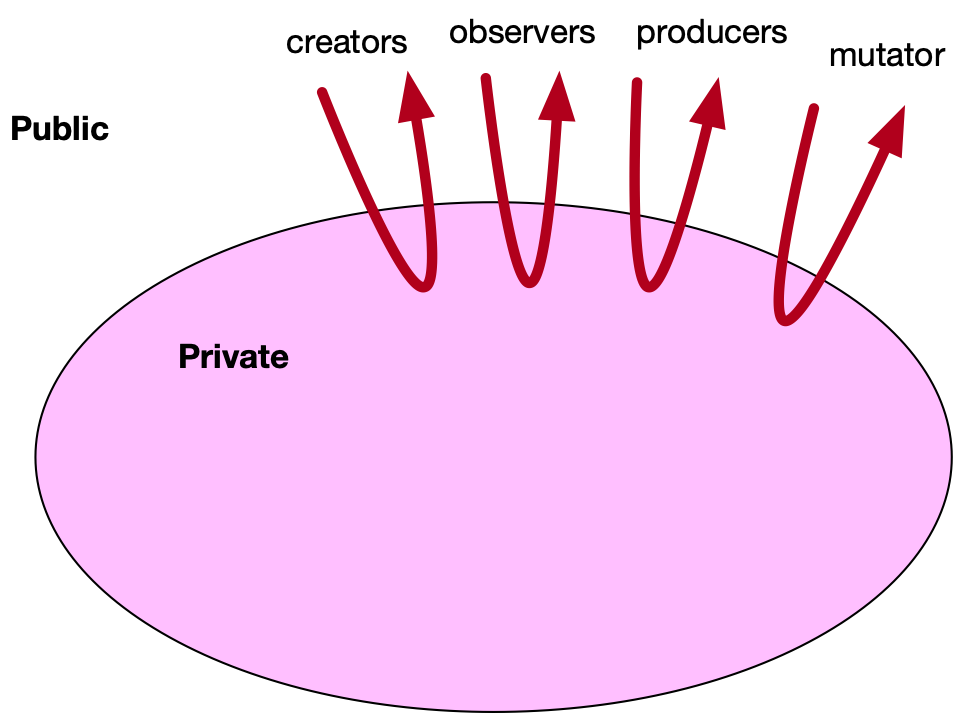 creators
observers
producers
mutator
Public
Private